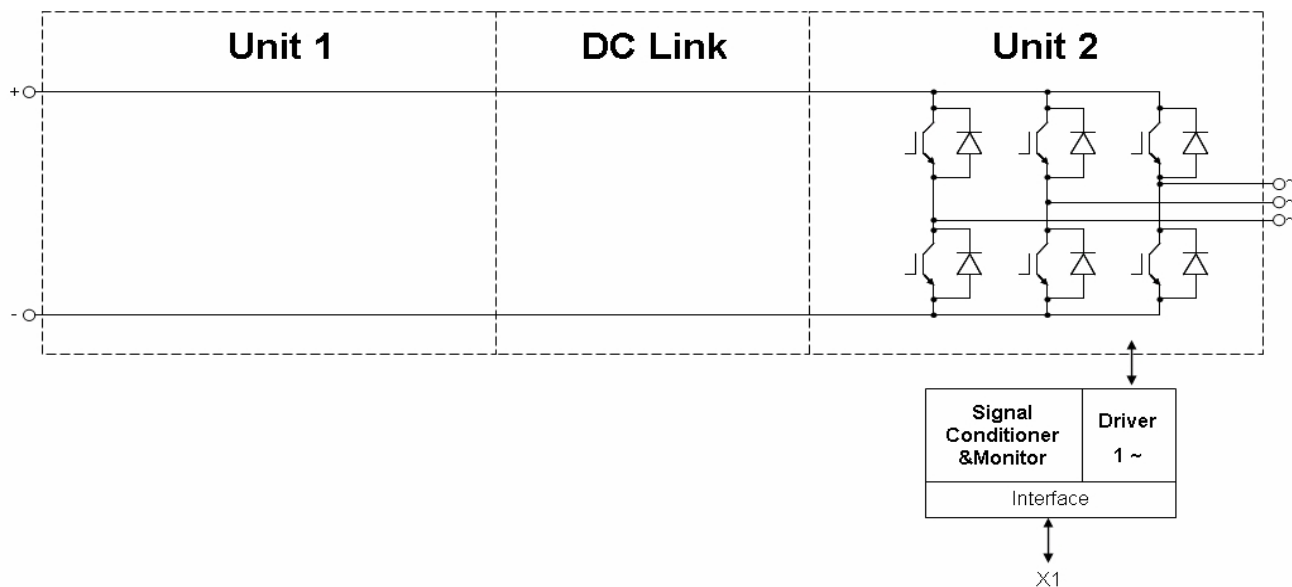 Unit 1
DC Link
Unit 2
+
-
Signal
Conditioner
&Monitor
Driver
1 ~
Interface
X1